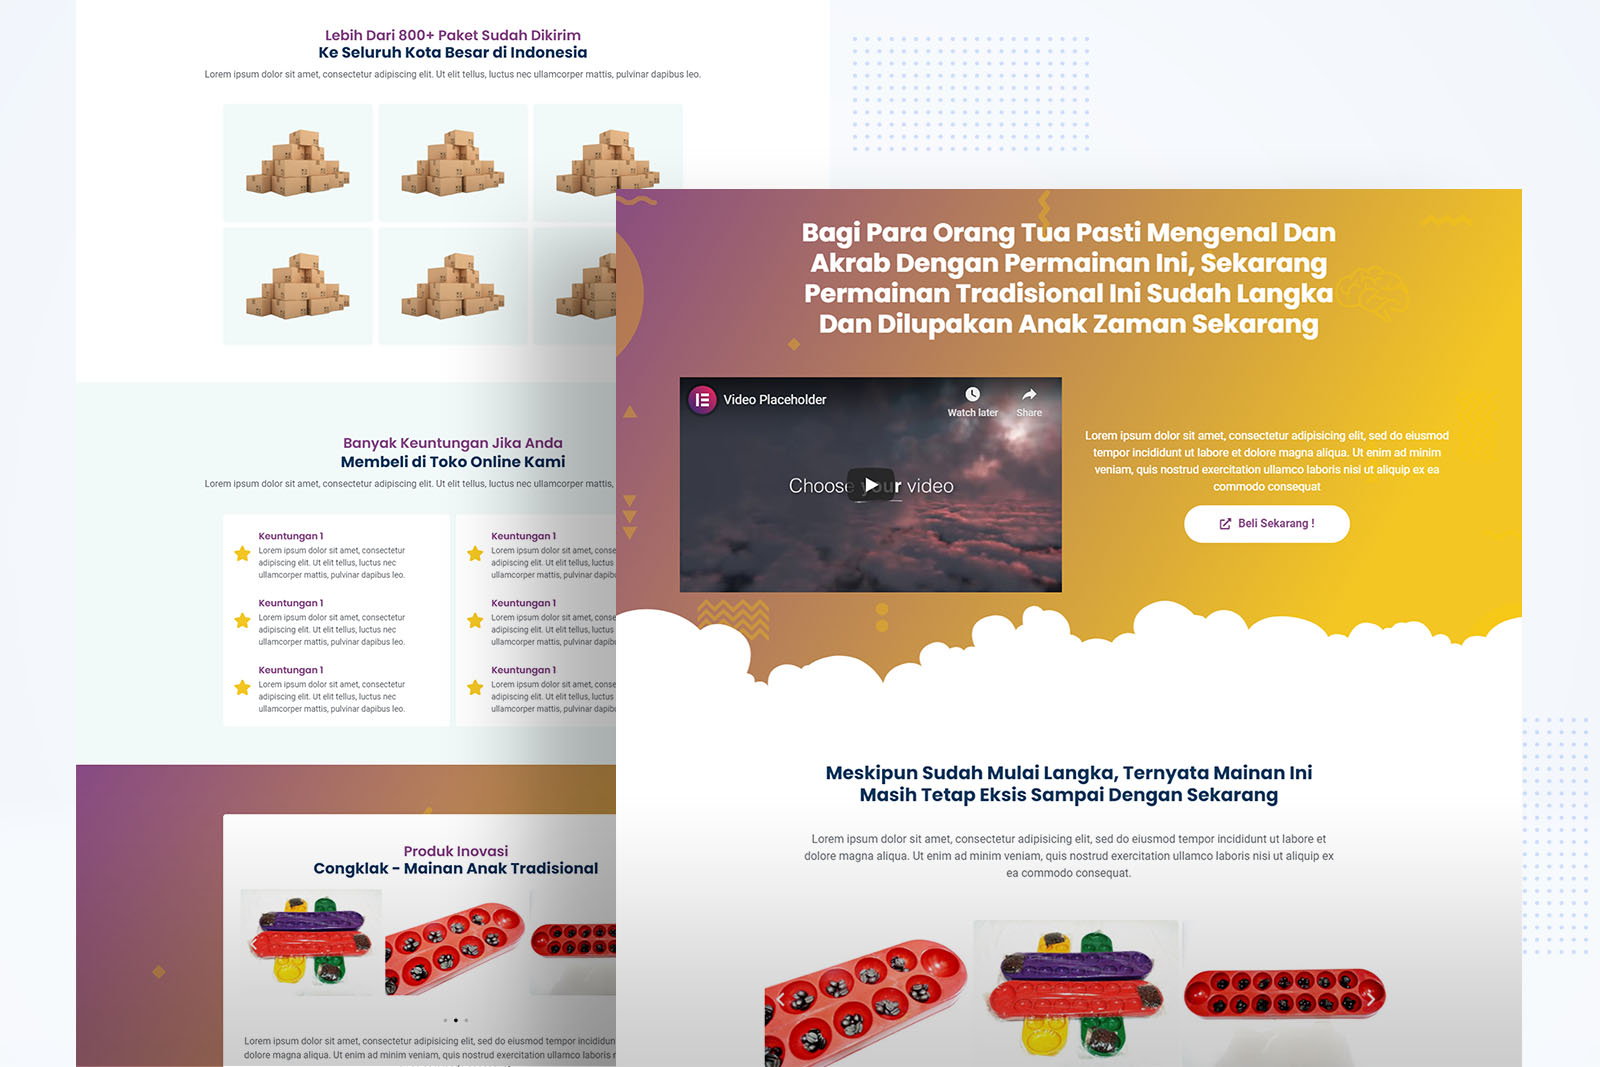 Lebih Dari 800+ Paket Sudah Dikirim
Ke Seluruh Kota Besar di Indonesia
Lorem ipsum dolor sit amet, consectetur adipiscing elit. Ut elit tellus, luctus nec ullamcorper mattis, pulvinar dapibus leo.
Banyak Keuntungan Jika Anda
Membeli di Toko Online Kami
Lorem ipsum dolor sit amet, consectetur adipiscing elit. Ut elit tellus, luctus nec ullamcorper mattis,
Keuntungan 1
Lorem ipsum dolor sit amet, consectetur
adipiscing elit. Ut elit tellus, luctus nec
ullamcorper mattis, pulvinar dapibus leo.
Keuntungan 1
Lorem ipsum dolor sit amet, consectetur
adipiscing elit. Ut elit tellus, luctus nec
ullamcorper mattis, pulvinar dapibus leo.
Keuntungan 1
Lorem ipsum dolor sit amet, consectetur
adipiscing elit. Ut elit tellus, luctus nec
ullamcorper mattis, pulvinar dapibus leo.
Keuntungan 1
Lorem ipsum dolor sit amet, conse
adipiscing elit. Ut elit tellus, luctus
ullamcorper mattis, pulvinar dapibu
Keuntungan 1
Lorem ipsum dolor sit amet, conse
adipiscing elit. Ut elit tellus, luctus
ullamcorper mattis, pulvinar dapibu
Keuntungan 1
Lorem ipsum dolor sit amet, conse
adipiscing elit. Ut elit tellus, luctus
ullamcorper mattis, pulvinar dapibu
Produk Inovasi
Congklak - Mainan Anak Tradisional
Lorem ipsum dolor sit amet, consectetur adipisicing elit, sed do eiusmod tempor incididun
dolore magna aliqua. Ut enim ad minim veniam, quis nostrud exercitation ullamco laboris
Bagi Para Orang Tua Pasti Mengenal Dan
Akrab Dengan Permainan Ini, Sekarang
Permainan Tradisional Ini Sudah Langka
Dan Dilupakan Anak Zaman Sekarang
Video Placeholder
Watch later
Share
Choose your video
Lorem ipsum dolor sit amet, consectetur adipisicing elit, sed do eiusmod
tempor incididunt ut labore et dolore magna aliqua. Ut enim ad minim
veniam, quis nostrud exercitation ullamco laboris nisi ut aliquip ex ea
commodo consequat
Beli Sekarang !
Meskipun Sudah Mulai Langka, Ternyata Mainan Ini
Masih Tetap Eksis Sampai Dengan Sekarang
Lorem ipsum dolor sit amet, consectetur adipisicing elit, sed do eiusmod tempor incididunt ut labore et
dolore magna aliqua. Ut enim ad minim veniam, quis nostrud exercitation ullamco laboris nisi ut aliquip ex
ea commodo consequat.